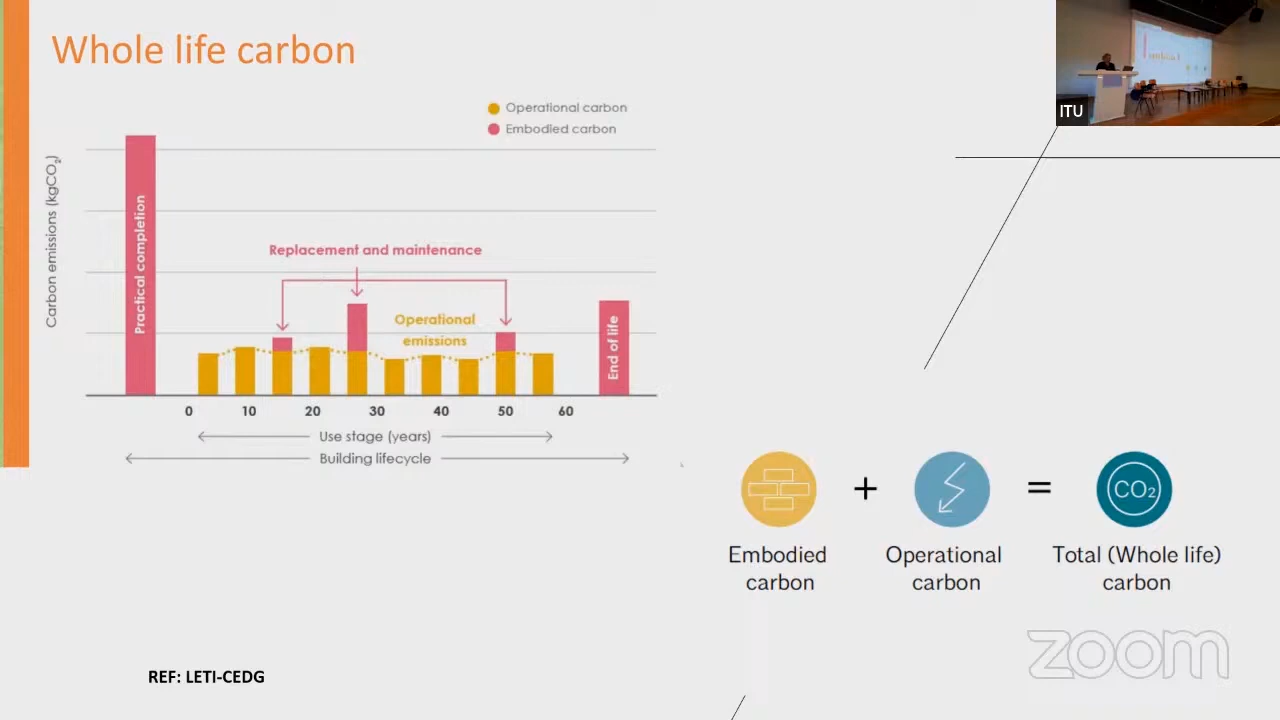 Whole life carbon
ITU
Operational carbon
Embodied carbon
Carbon emissions (kgCO₂)
Practical completion
Replacement and maintenance
Operational
emissions
End of life
0 10 20 30 40 50 60
Use stage (years)
Building lifecycle
+ =
CO₂
Embodied
carbon
Operational
carbon
Total (Whole life)
carbon
REF: LETI-CEDG
zoom